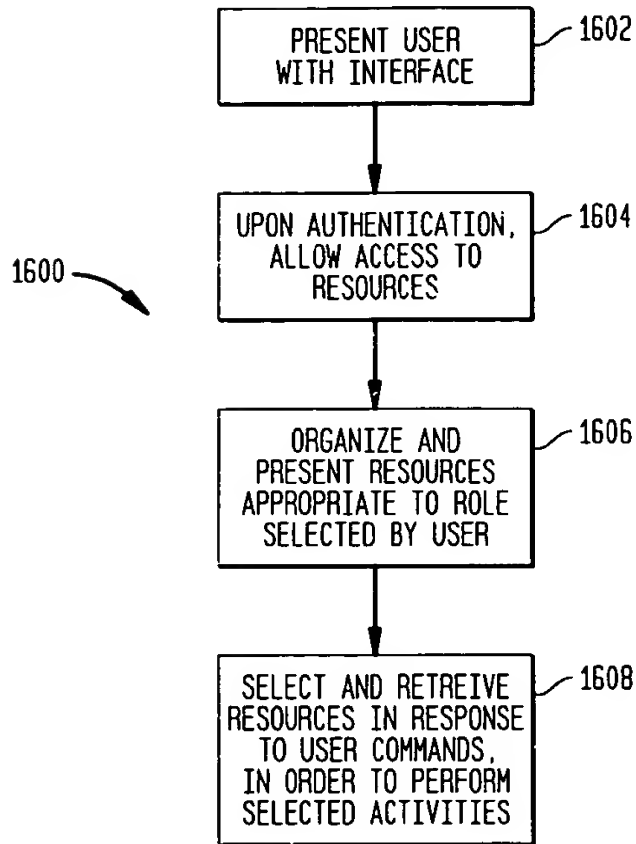 PRESENT USER
WITH INTERFACE
1602
UPON AUTHENTICATION,
ALLOW ACCESS TO
RESOURCES
1604
1600
ORGANIZE AND
PRESENT RESOURCES
APPROPRIATE TO ROLE
SELECTED BY USER
1606
SELECT AND RETREIVE
RESOURCES IN RESPONSE
TO USER COMMANDS,
IN ORDER TO PERFORM
SELECTED ACTIVITIES
1608